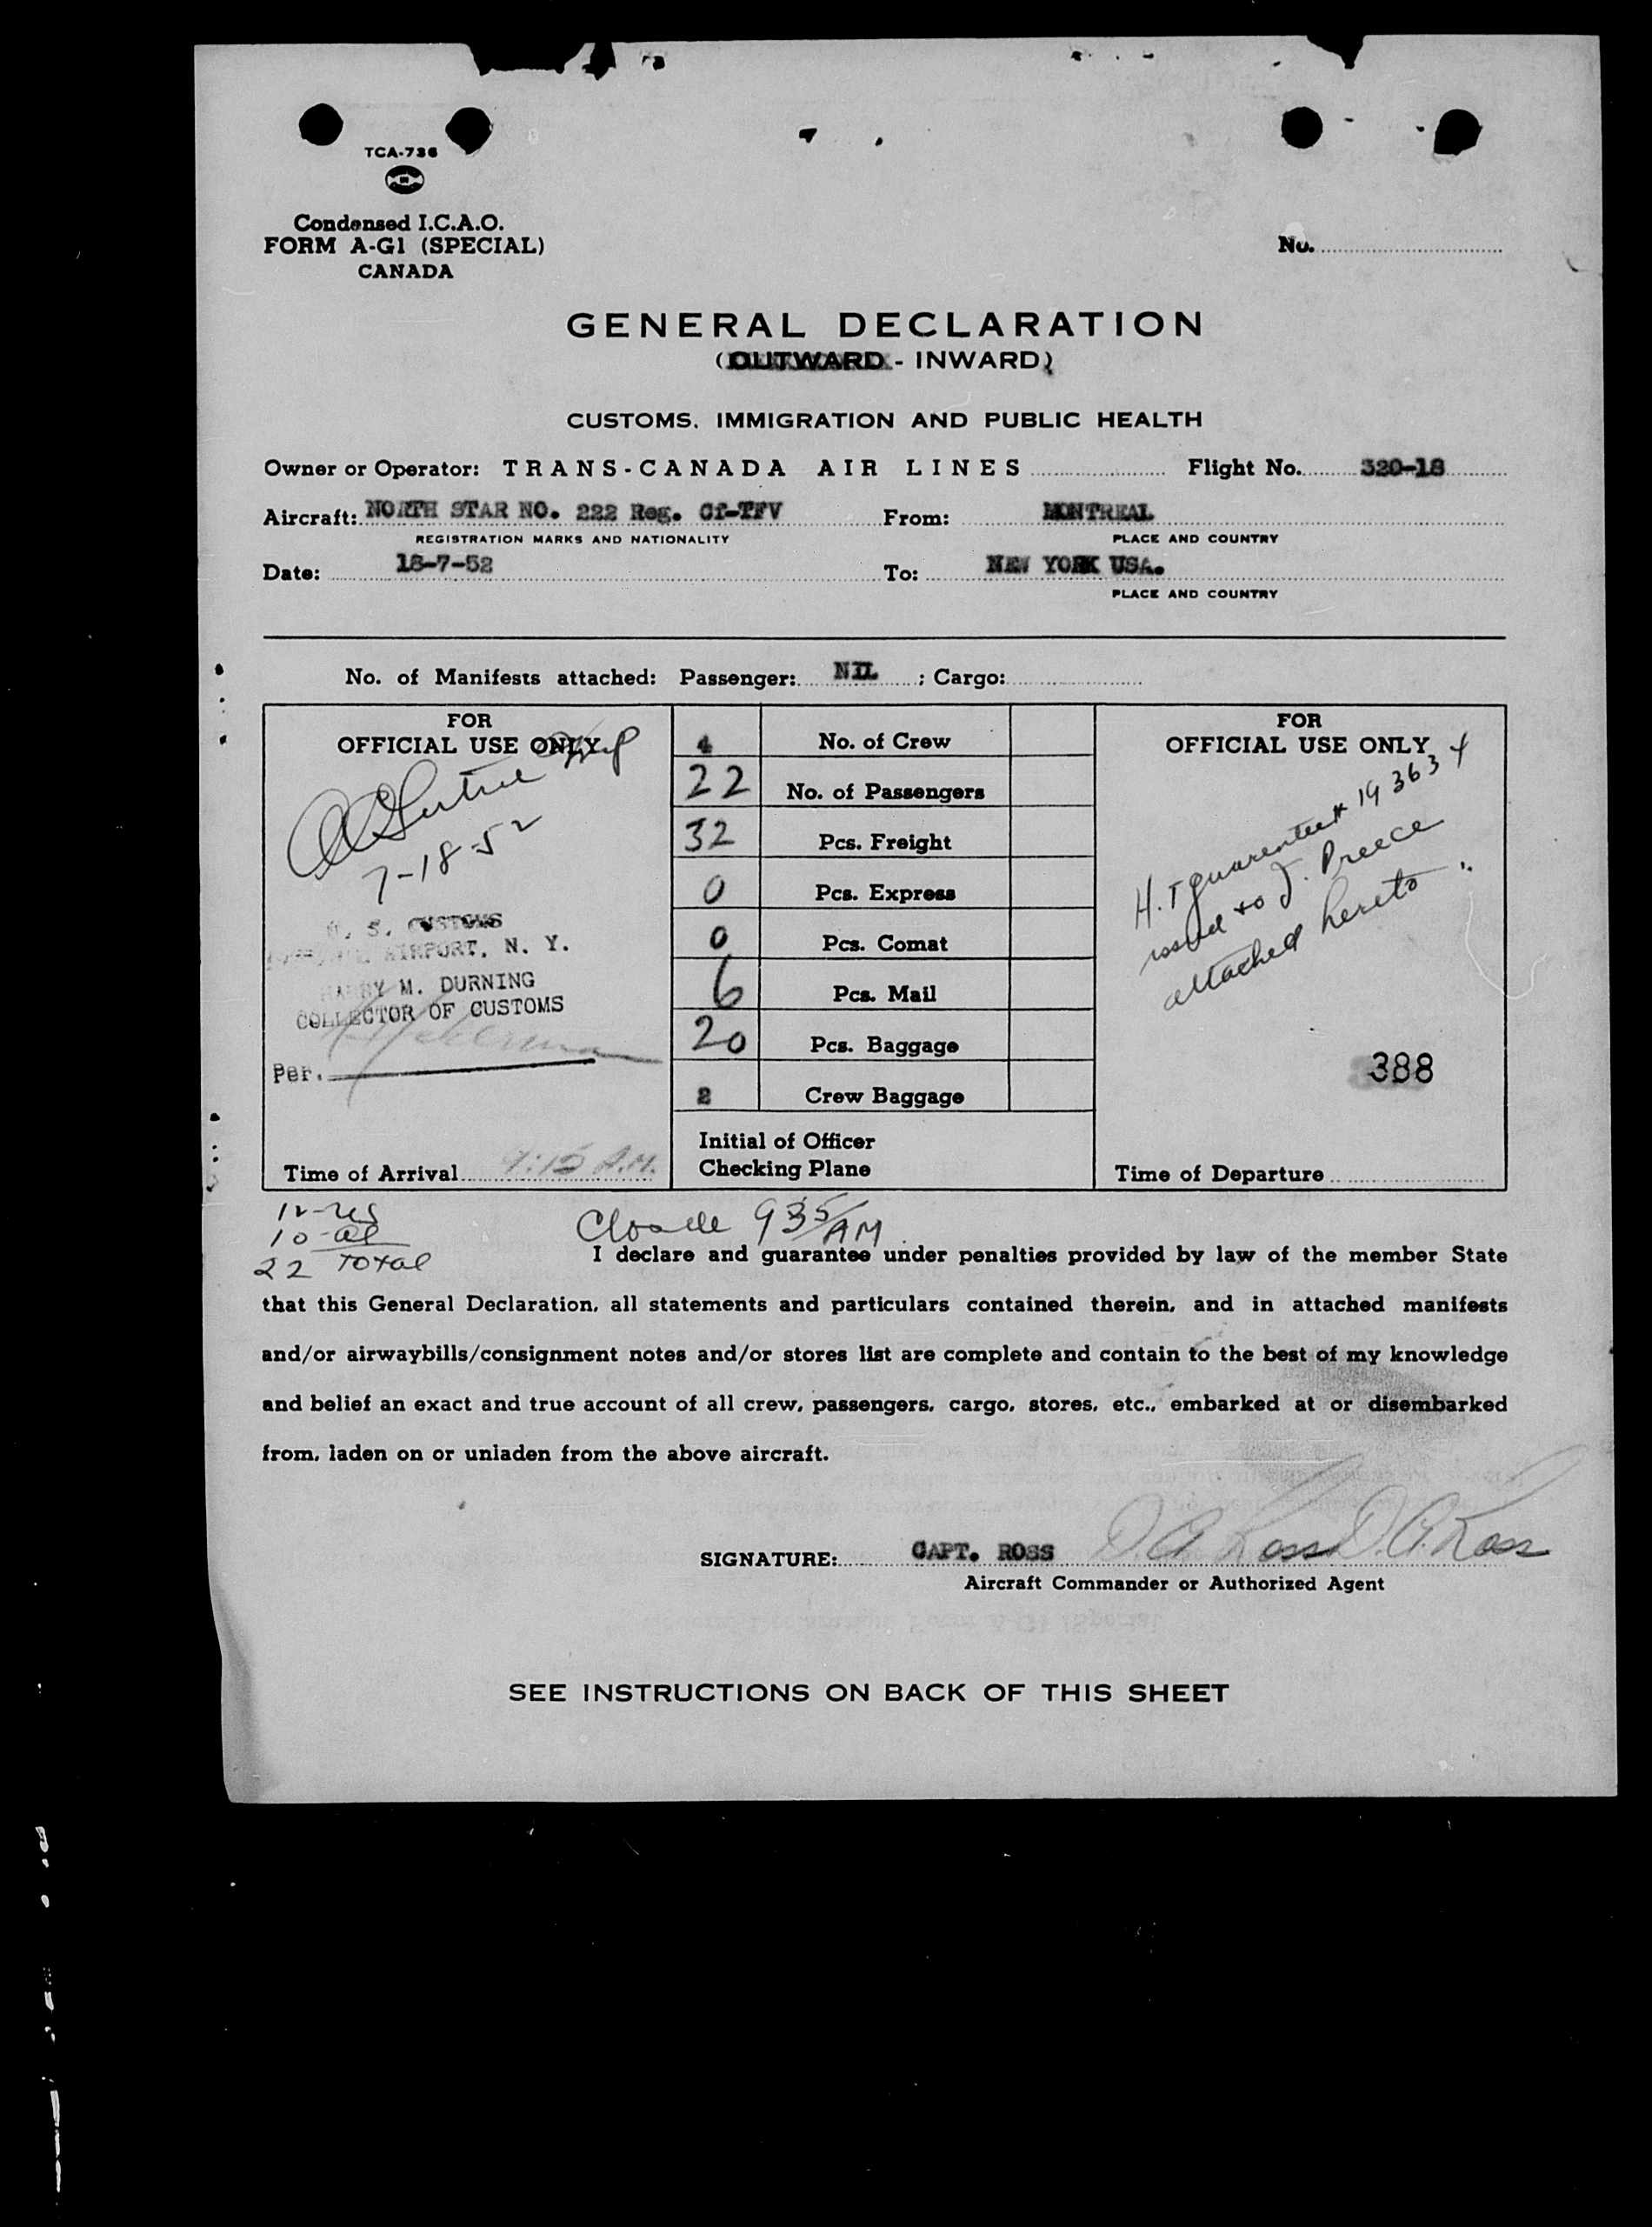 TCA-736
Condensed I.C.A.O.
FORM A-G1 (SPECIAL)
CANADA
No.
GENERAL DECLARATION
(OUTWARD - INWARD)
CUSTOMS, IMMIGRATION AND PUBLIC HEALTH
Owner or Operator: TRANS-CANADA AIR LINES Flight No. 320-18
Aircraft: NORTH STAR NO. 222 Reg. Cf-TFV From: MONTREAL
REGISTRATION MARKS AND NATIONALITY PLACE AND COUNTRY
Date: 18-7-52 To: NEW YORK USA.
PLACE AND COUNTRY
No. of Manifests attached: Passenger: NIL ; Cargo:
FOR
OFFICIAL USE ONLY
7-18-52
U. S. CUSTOMS
AIRPORT, N. Y.
HARRY M. DURNING
COLLECTOR OF CUSTOMS
Per.
Time of Arrival 9:15 A.M.
4 No. of Crew
22 No. of Passengers
32 Pcs. Freight
0 Pcs. Express
0 Pcs. Comat
6 Pcs. Mail
20 Pcs. Baggage
2 Crew Baggage
Initial of Officer
Checking Plane
FOR
OFFICIAL USE ONLY
H.T guarantee # 19 363 4
issued to J. Preece
attached hereto
388
Time of Departure
12-US
10-al
22 Total
935 AM
I declare and guarantee under penalties provided by law of the member State
that this General Declaration, all statements and particulars contained therein, and in attached manifests
and/or airwaybills/consignment notes and/or stores list are complete and contain to the best of my knowledge
and belief an exact and true account of all crew, passengers, cargo, stores, etc., embarked at or disembarked
from, laden on or unladen from the above aircraft.
SIGNATURE: CAPT. ROSS D. A. Ross D. A. Ross
Aircraft Commander or Authorized Agent
SEE INSTRUCTIONS ON BACK OF THIS SHEET